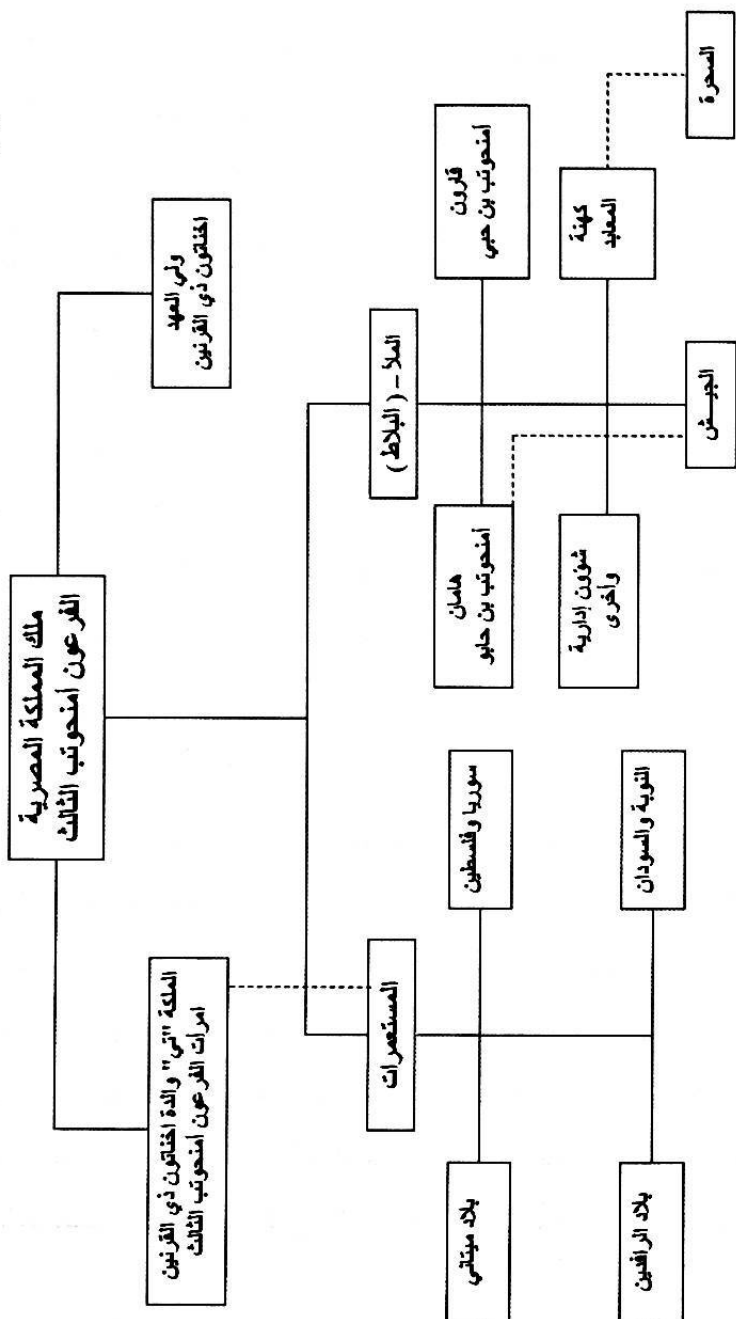 ملك المملكة المصرية
الفرعون أمنحوتب الثالث
ولي العهد
اخناتون ذي القرنين
الملكة "تي" والدة اخناتون ذي القرنين
امرات الفرعون أمنحوتب الثالث
الملأ – (البلاط)
المستعمرات
قارون
أمنحوتب بن حبي
هامان
أمنحوتب بن حابو
سوريا وفلسطين
بلاد ميتاني
كهنة
المعابد
شؤون إدارية
وأخرى
النوبة والسودان
بلاد الرافدين
السحرة
الجيـش